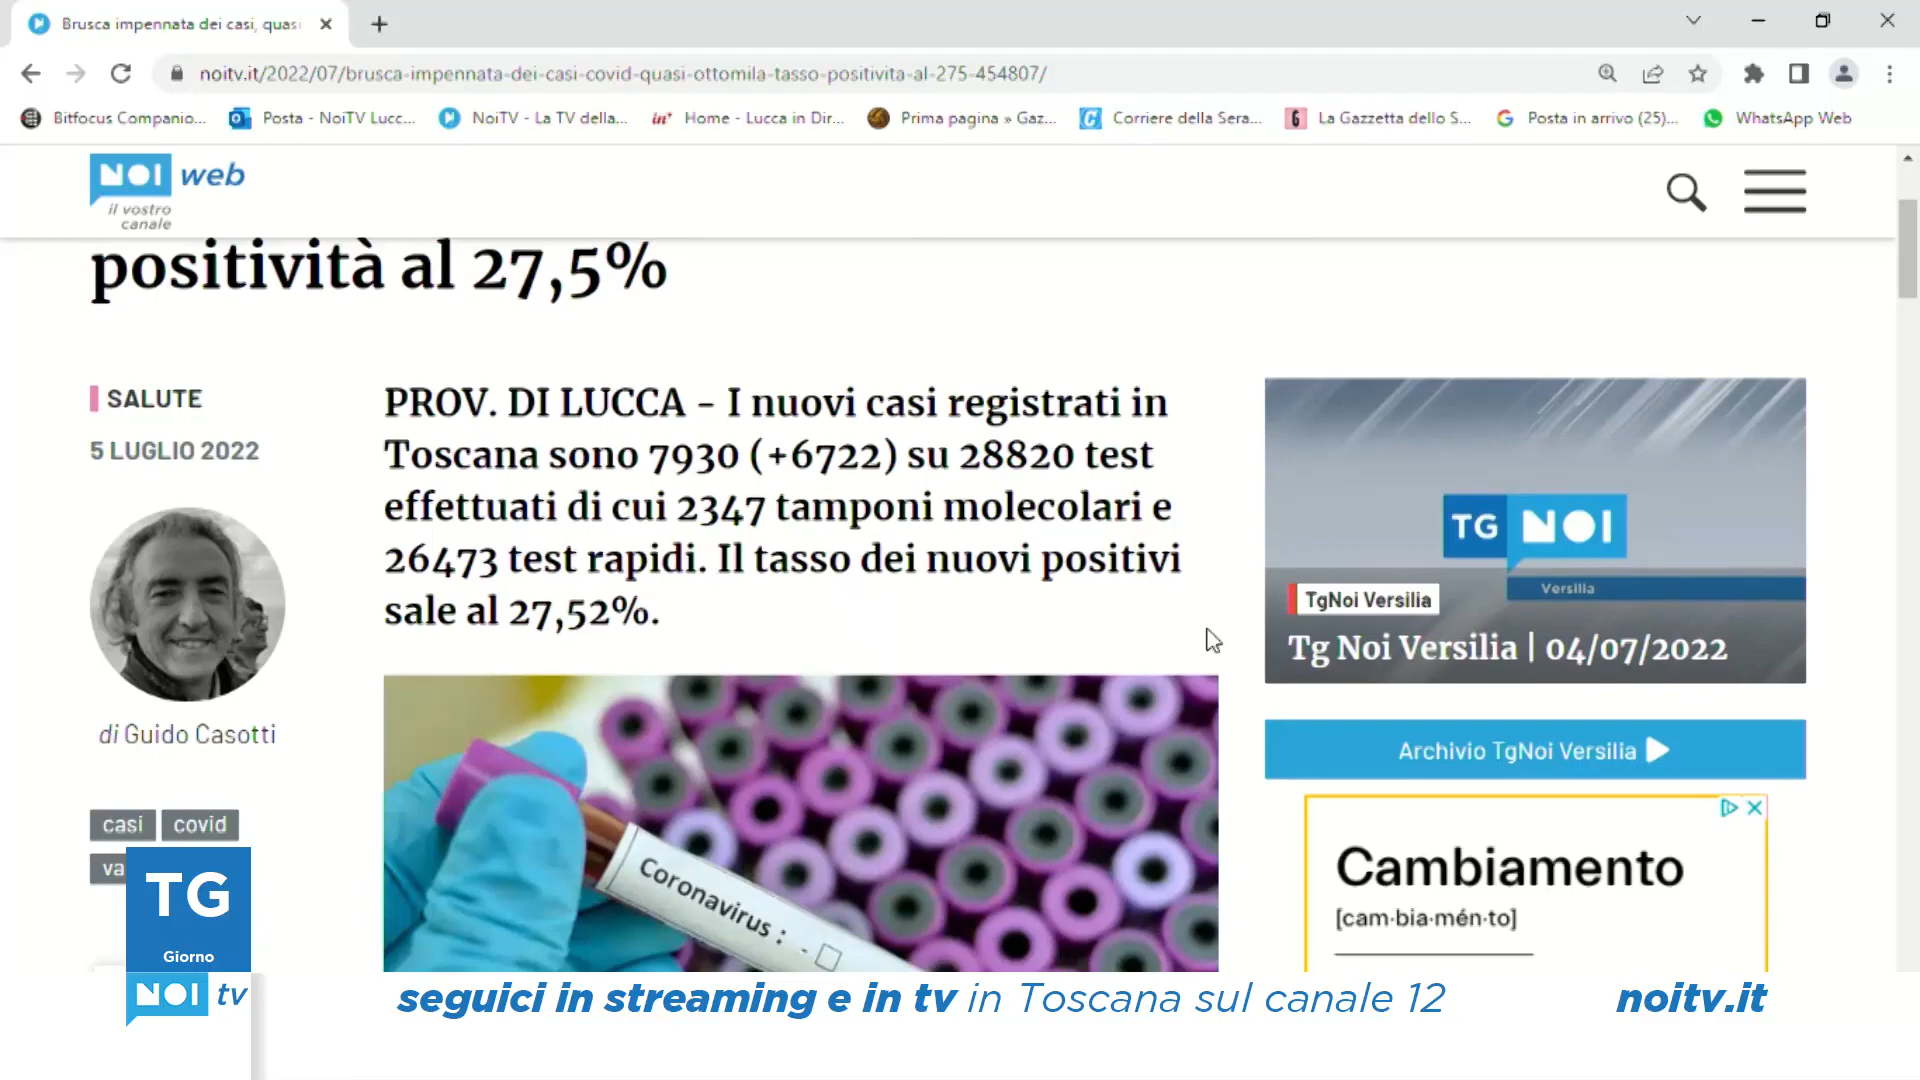 Brusca impennata dei casi, quasi
noitv.it/2022/07/brusca-impennata-dei-casi-covid-quasi-ottomila-tasso-positivita-al-275-454807/
Bitfocus Companio... Posta - NoiTV Lucc... NoiTV - La TV della... in+ Home - Lucca in Dir... Prima pagina » Gaz... C Corriere della Sera... G La Gazzetta dello S... G Posta in arrivo (25)... WhatsApp Web
NOI web
il vostro
canale
positività al 27,5%
SALUTE
5 LUGLIO 2022
di Guido Casotti
casi covid
va
PROV. DI LUCCA - I nuovi casi registrati in
Toscana sono 7930 (+6722) su 28820 test
effettuati di cui 2347 tamponi molecolari e
26473 test rapidi. Il tasso dei nuovi positivi
sale al 27,52%.
Coronavirus : -
TG NOI
Versilia
TgNoi Versilia
Tg Noi Versilia | 04/07/2022
Archivio TgNoi Versilia
Cambiamento
[cam·bia·mén·to]
TG
Giorno
NOI tv
seguici in streaming e in tv in Toscana sul canale 12
noitv.it